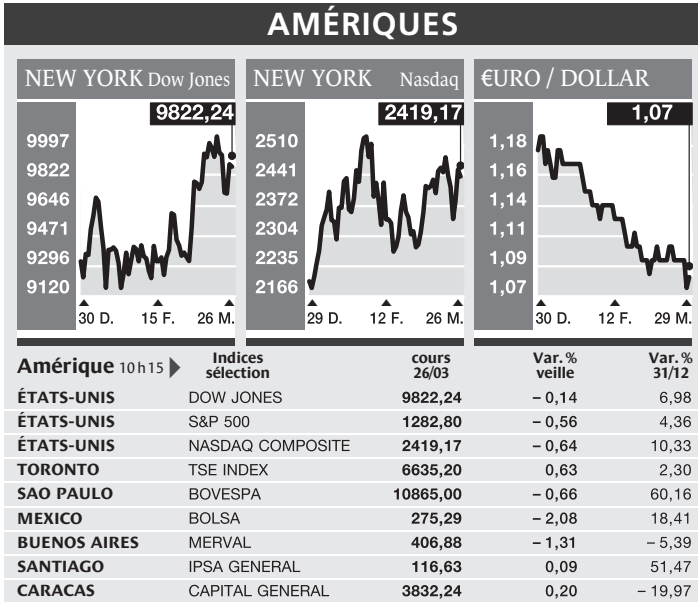 AMÉRIQUES
NEW YORK Dow Jones
9822,24
9997
9822
9646
9471
9296
9120
30 D. 15 F. 26 M.
NEW YORK Nasdaq
2419,17
2510
2441
2372
2304
2235
2166
29 D. 12 F. 26 M.
€URO / DOLLAR
1,07
1,18
1,16
1,14
1,11
1,09
1,07
30 D. 12 F. 29 M.
Amérique 10h15 Indices sélection cours 26/03 Var. % veille Var. % 31/12
ÉTATS-UNIS DOW JONES 9822,24 – 0,14 6,98
ÉTATS-UNIS S&P 500 1282,80 – 0,56 4,36
ÉTATS-UNIS NASDAQ COMPOSITE 2419,17 – 0,64 10,33
TORONTO TSE INDEX 6635,20 0,63 2,30
SAO PAULO BOVESPA 10865,00 – 0,66 60,16
MEXICO BOLSA 275,29 – 2,08 18,41
BUENOS AIRES MERVAL 406,88 – 1,31 – 5,39
SANTIAGO IPSA GENERAL 116,63 0,09 51,47
CARACAS CAPITAL GENERAL 3832,24 0,20 – 19,97